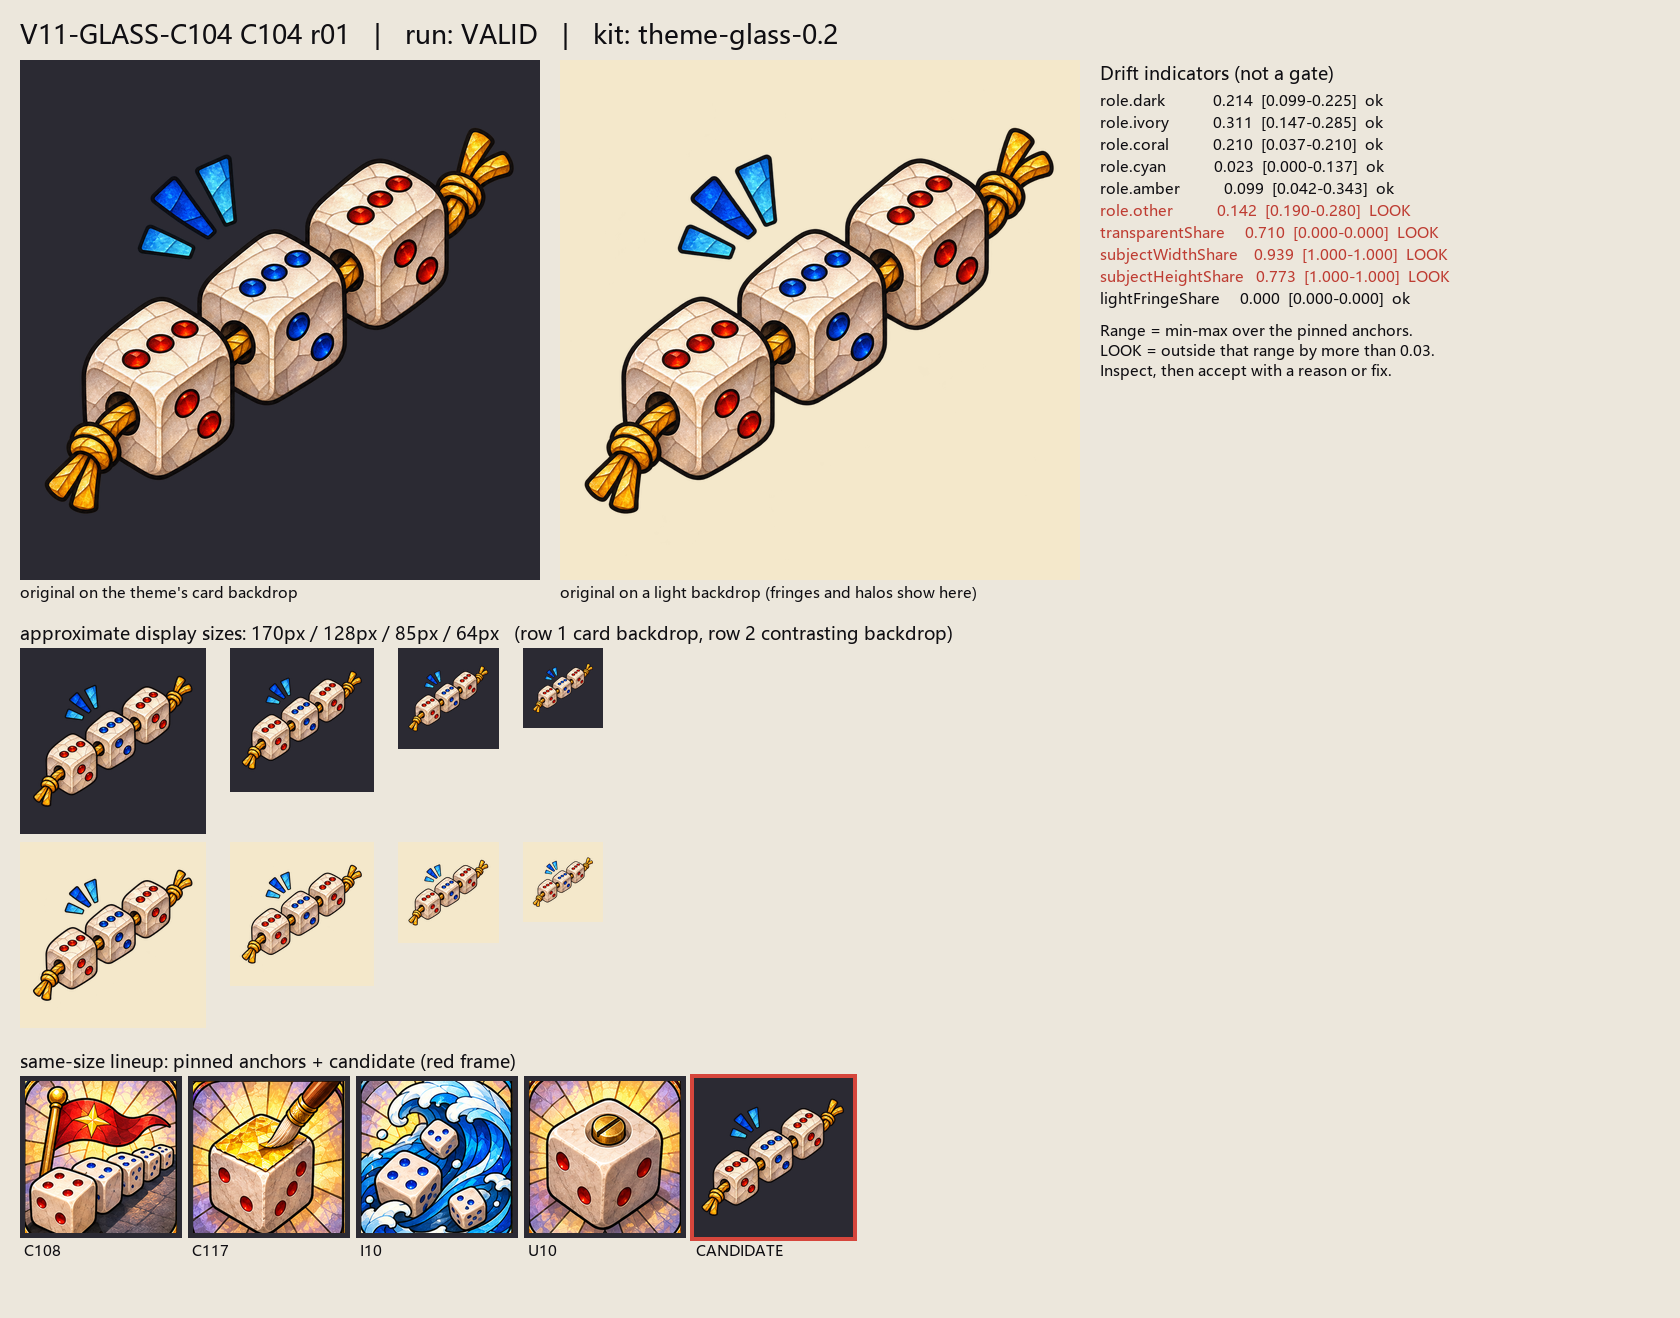 V11-GLASS-C104 C104 r01   |   run: VALID   |   kit: theme-glass-0.2
Drift indicators (not a gate)
role.dark 0.214 [0.099-0.225] ok
role.ivory 0.311 [0.147-0.285] ok
role.coral 0.210 [0.037-0.210] ok
role.cyan 0.023 [0.000-0.137] ok
role.amber 0.099 [0.042-0.343] ok
role.other 0.142 [0.190-0.280] LOOK
transparentShare 0.710 [0.000-0.000] LOOK
subjectWidthShare 0.939 [1.000-1.000] LOOK
subjectHeightShare 0.773 [1.000-1.000] LOOK
lightFringeShare 0.000 [0.000-0.000] ok
Range = min-max over the pinned anchors.
LOOK = outside that range by more than 0.03.
Inspect, then accept with a reason or fix.
original on the theme's card backdrop
original on a light backdrop (fringes and halos show here)
approximate display sizes: 170px / 128px / 85px / 64px   (row 1 card backdrop, row 2 contrasting backdrop)
same-size lineup: pinned anchors + candidate (red frame)
C108
C117
I10
U10
CANDIDATE